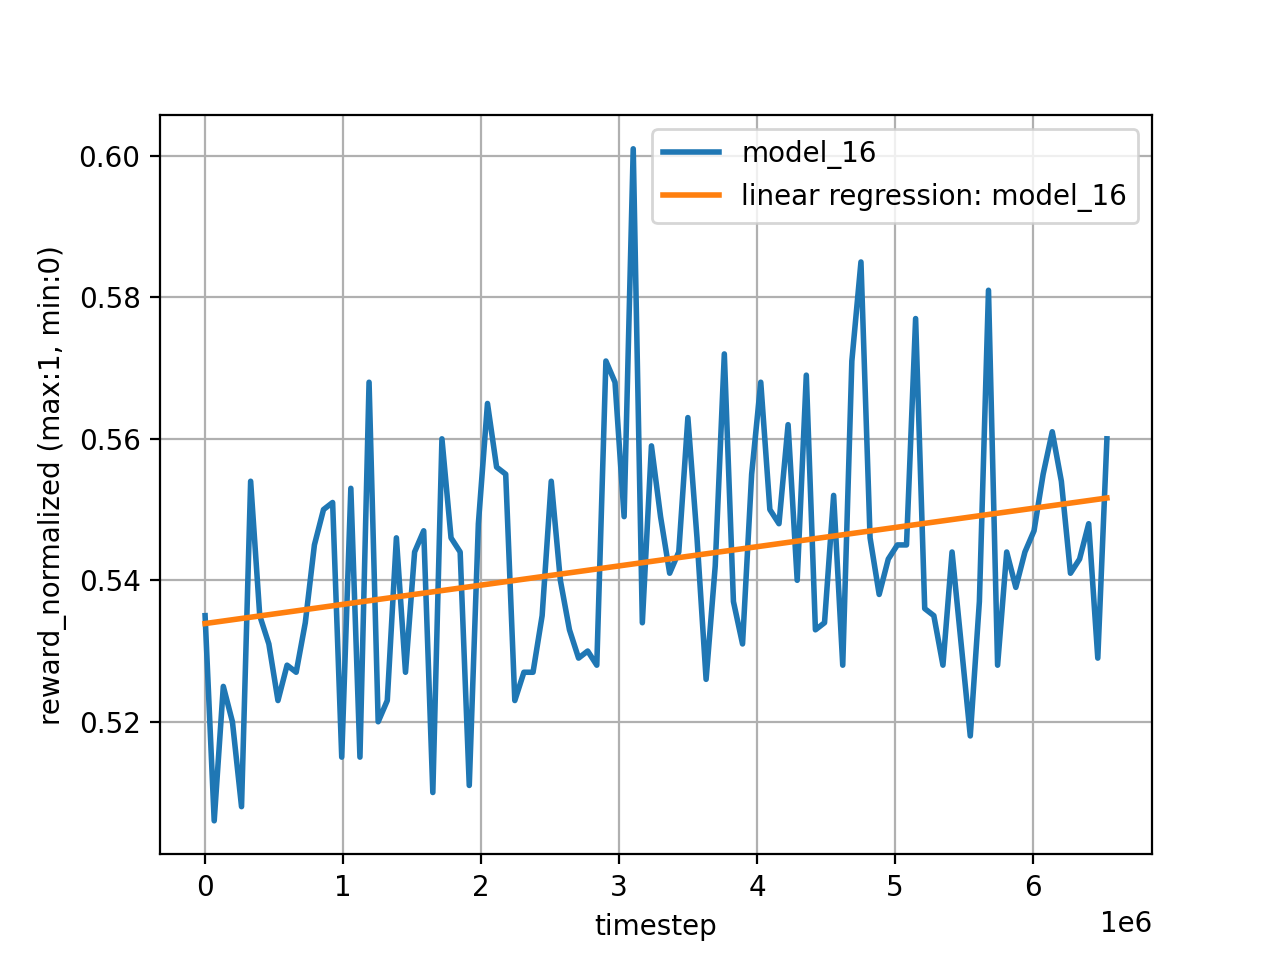 model_16
linear regression: model_16
reward_normalized (max:1, min:0)
0.60
0.58
0.56
0.54
0.52
0 1 2 3 4 5 6
1e6
timestep